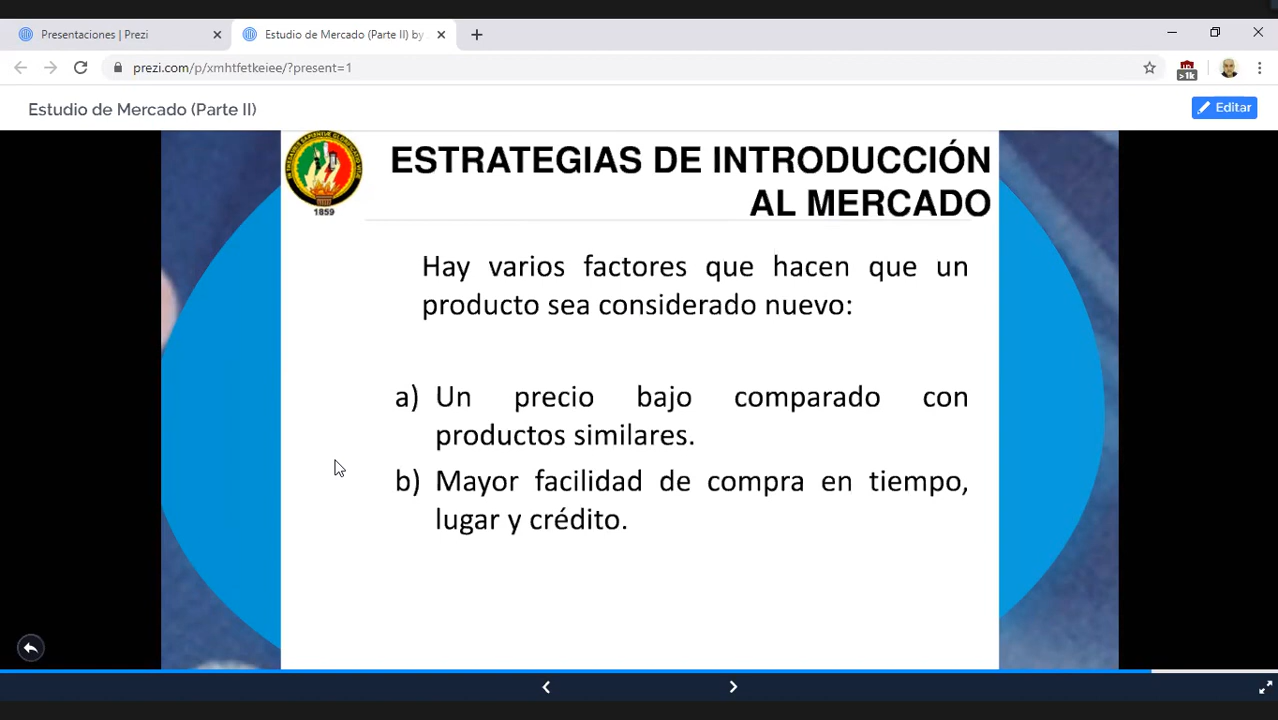 Presentaciones | Prezi
Estudio de Mercado (Parte II) by
prezi.com/p/xmhtfetkeiee/?present=1
>1k
Estudio de Mercado (Parte II)
Editar
1859
ESTRATEGIAS DE INTRODUCCIÓN
AL MERCADO
Hay varios factores que hacen que un
producto sea considerado nuevo:
a) Un precio bajo comparado con
productos similares.
b) Mayor facilidad de compra en tiempo,
lugar y crédito.